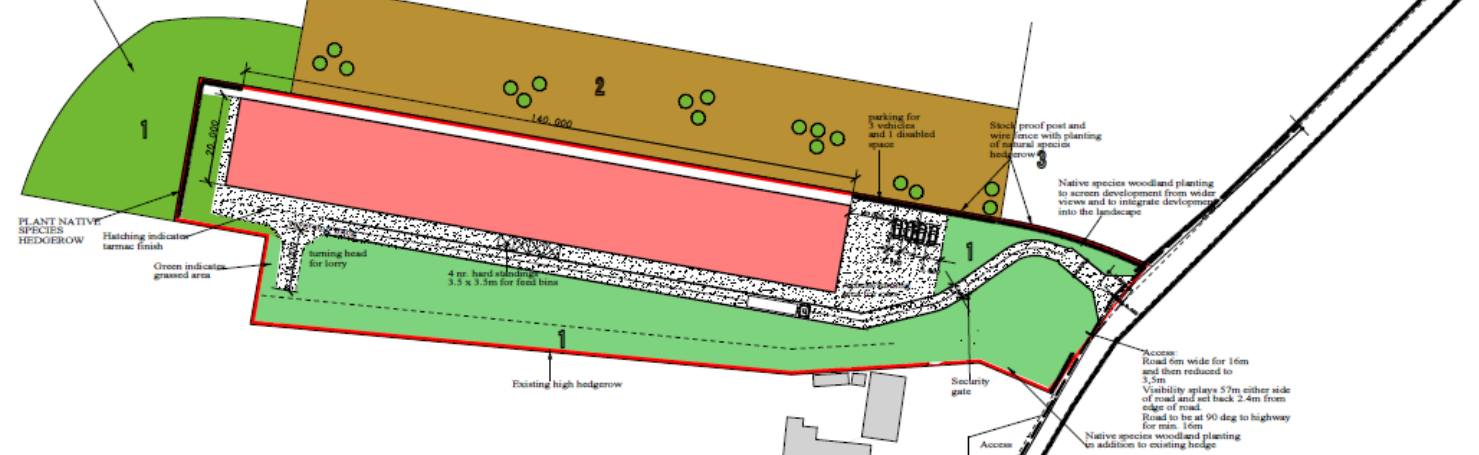 1
2
140.000
20.000
parking for
3 vehicles
and 1 disabled
space
Stock proof post and
wire fence with planting
of natural species
hedgerow
3
Native species woodland planting
to screen development from wider
views and to integrate devlopment
into the landscape
PLANT NATIVE
SPECIES
HEDGEROW
Hatching indicates
tarmac finish
Green indicates
grassed area
turning head
for lorry
4 nr. hard standings
3.5 x 3.5m for feed bins
1
1
Existing high hedgerow
Security
gate
Access:
Road 6m wide for 16m
and then reduced to
3,5m
Visibility splays 57m either side
of road and set back 2.4m from
edge of road.
Road to be at 90 deg to highway
for min. 16m
Native species woodland planting
in addition to existing hedge
Access